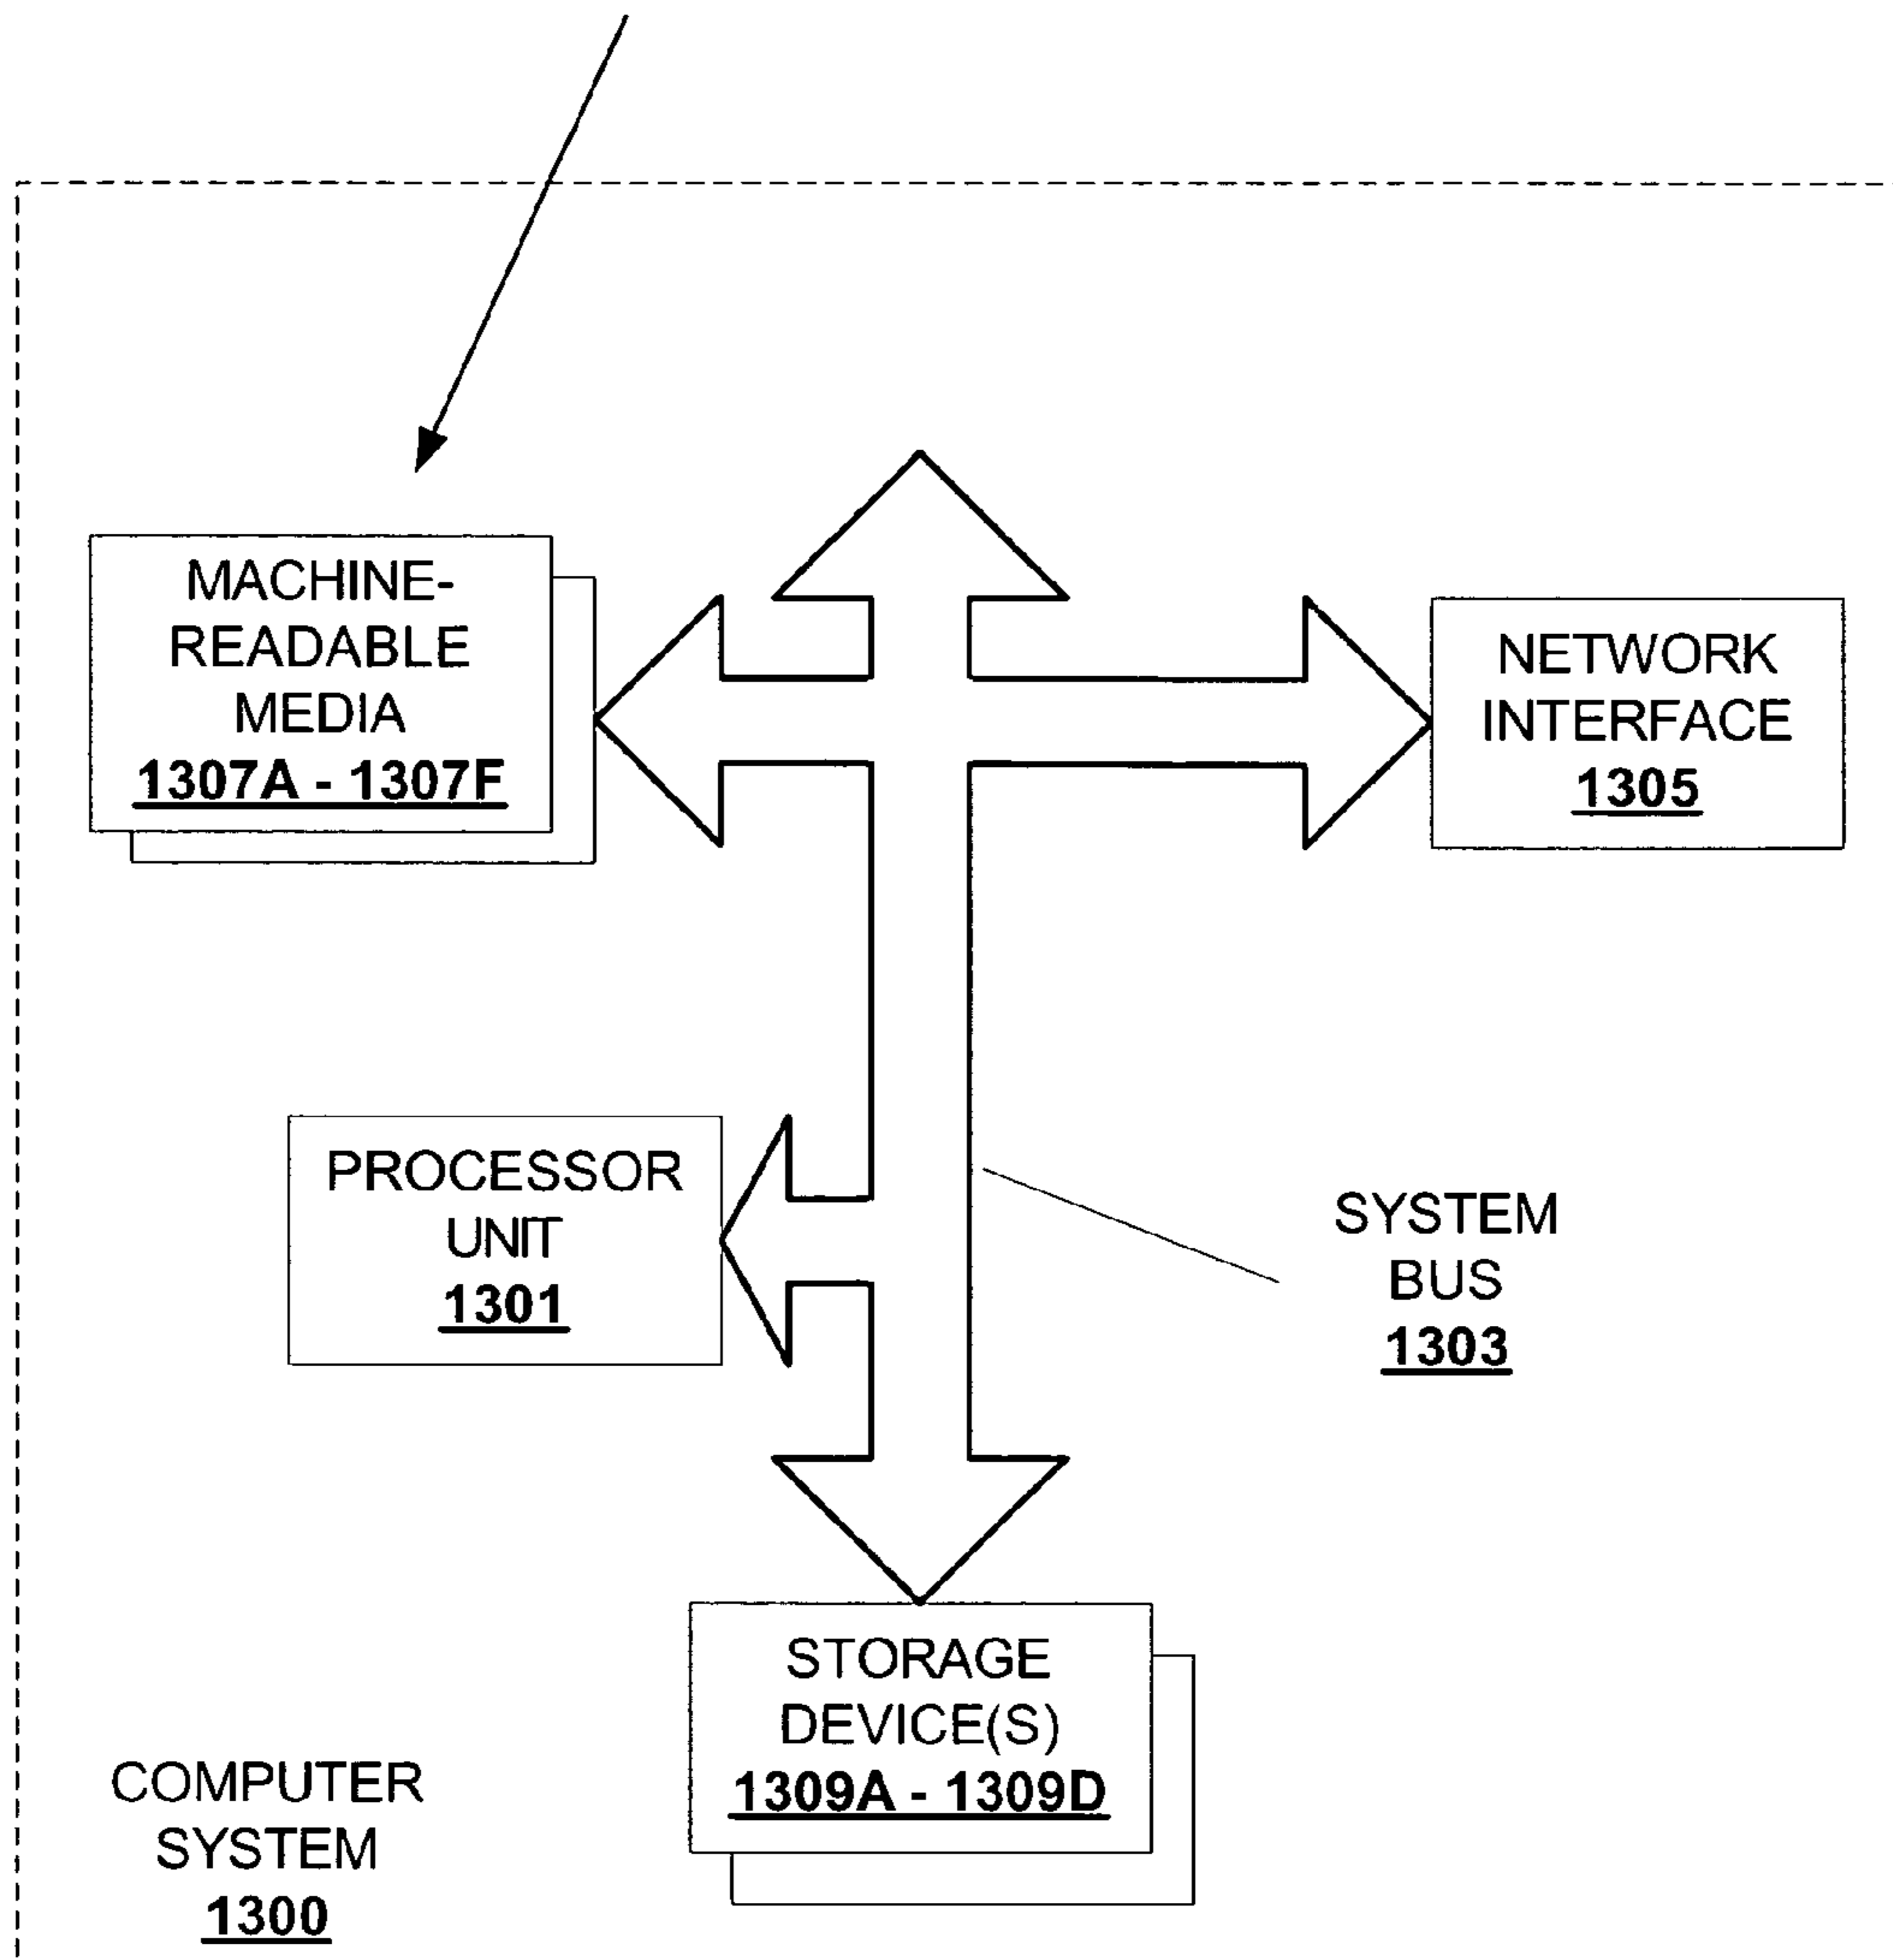 MACHINE-
READABLE
MEDIA
1307A - 1307F
NETWORK
INTERFACE
1305
PROCESSOR
UNIT
1301
SYSTEM
BUS
1303
STORAGE
DEVICE(S)
1309A - 1309D
COMPUTER
SYSTEM
1300